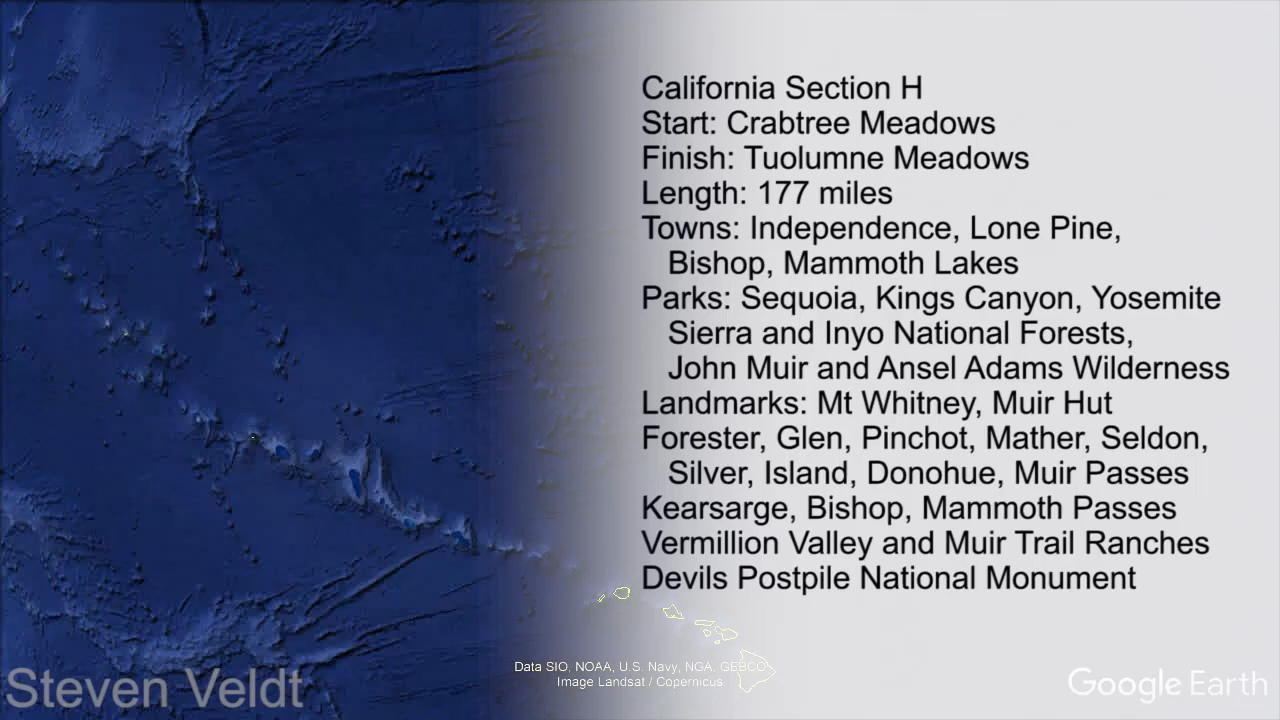 California Section H
Start: Crabtree Meadows
Finish: Tuolumne Meadows
Length: 177 miles
Towns: Independence, Lone Pine,
Bishop, Mammoth Lakes
Parks: Sequoia, Kings Canyon, Yosemite
Sierra and Inyo National Forests,
John Muir and Ansel Adams Wilderness
Landmarks: Mt Whitney, Muir Hut
Forester, Glen, Pinchot, Mather, Seldon,
Silver, Island, Donohue, Muir Passes
Kearsarge, Bishop, Mammoth Passes
Vermillion Valley and Muir Trail Ranches
Devils Postpile National Monument
Data SIO, NOAA, U.S. Navy, NGA, GEBCO
Image Landsat / Copernicus
Steven Veldt
Google Earth